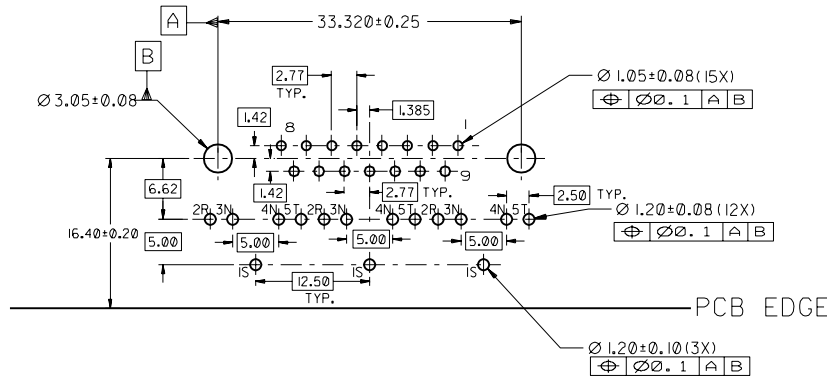 A
33.320±0.25
B
2.77
TYP.
Ø 1.05±0.08(15X)
⌖ Ø0.1 A B
Ø 3.05±0.08
1.42
8
1.385
1
9
6.62
1.42
2.77 TYP.
2.50 TYP.
2R 3N 4N 5T 2R 3N 4N 5T 2R 3N 4N 5T
Ø 1.20±0.08(12X)
⌖ Ø0.1 A B
16.40±0.20
5.00
5.00
5.00
5.00
1S
12.50
TYP.
1S
1S
PCB EDGE
Ø 1.20±0.10(3X)
⌖ Ø0.1 A B